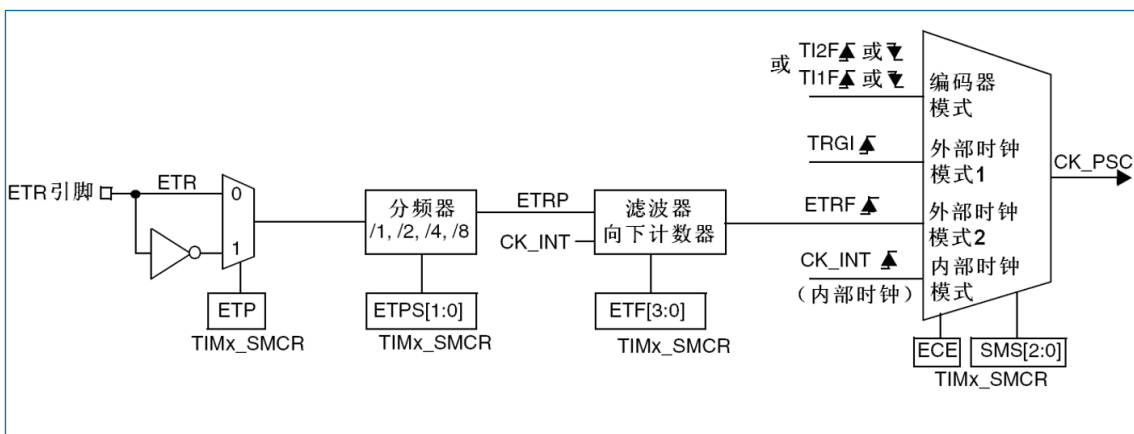 ETR引脚
ETR
0
1
ETP
TIMx_SMCR
分频器
/1, /2, /4, /8
ETPS[1:0]
TIMx_SMCR
ETRP
CK_INT
滤波器
向下计数器
ETF[3:0]
TIMx_SMCR
或
TI2F 或
TI1F 或
编码器
模式
TRGI
外部时钟
模式1
ETRF
外部时钟
模式2
CK_INT
（内部时钟）
内部时钟
模式
CK_PSC
ECE
SMS[2:0]
TIMx_SMCR